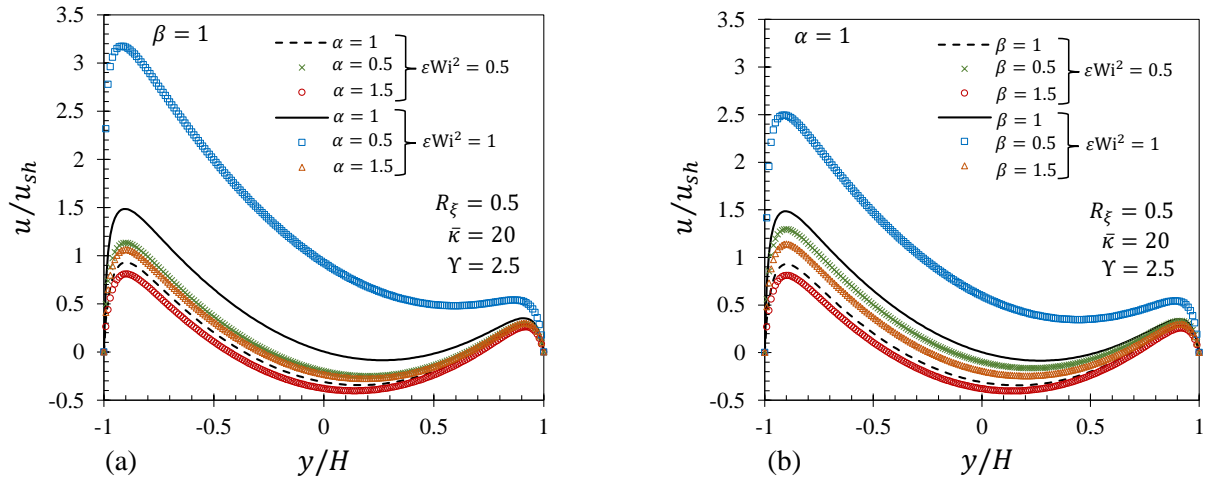 3.5
3
2.5
2
1.5
1
0.5
0
-0.5
-1
-0.5
0
0.5
1
u/u_sh
y/H
(a)
β = 1
α = 1
α = 0.5
α = 1.5
εWi² = 0.5
α = 1
α = 0.5
α = 1.5
εWi² = 1
R_ξ = 0.5
κ̄ = 20
ϒ = 2.5
3.5
3
2.5
2
1.5
1
0.5
0
-0.5
-1
-0.5
0
0.5
1
u/u_sh
y/H
(b)
α = 1
β = 1
β = 0.5
β = 1.5
εWi² = 0.5
β = 1
β = 0.5
β = 1.5
εWi² = 1
R_ξ = 0.5
κ̄ = 20
ϒ = 2.5